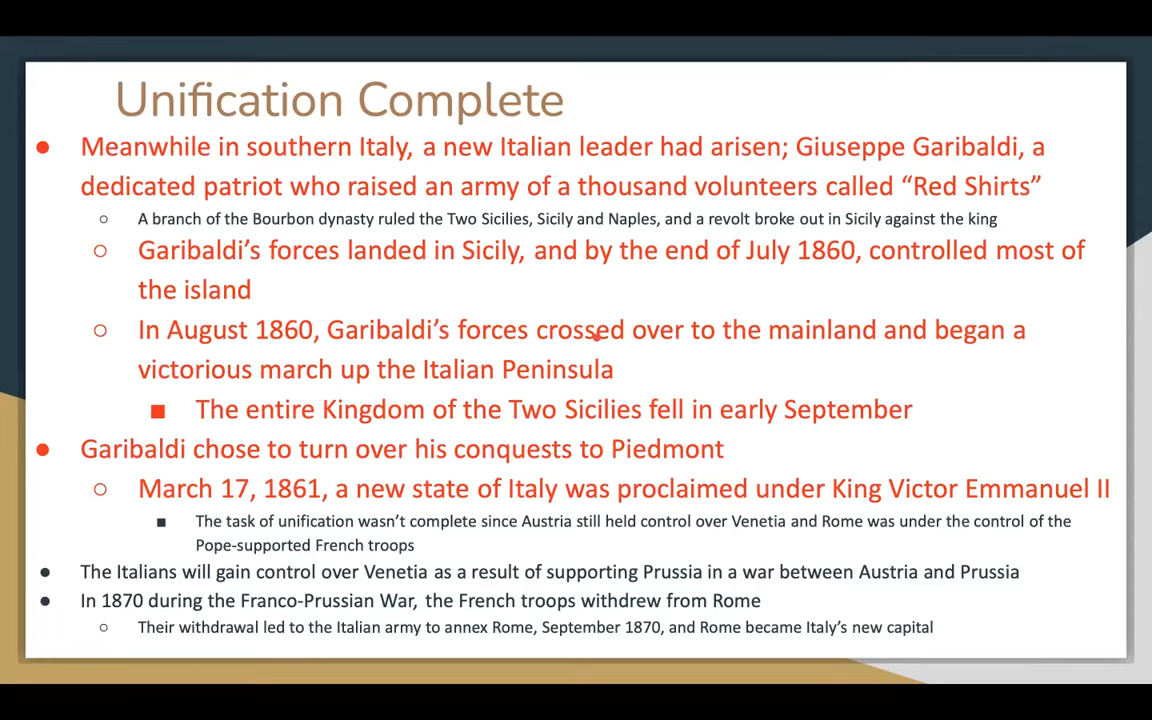 Unification Complete
● Meanwhile in southern Italy, a new Italian leader had arisen; Giuseppe Garibaldi, a
dedicated patriot who raised an army of a thousand volunteers called “Red Shirts”
○ A branch of the Bourbon dynasty ruled the Two Sicilies, Sicily and Naples, and a revolt broke out in Sicily against the king
○ Garibaldi’s forces landed in Sicily, and by the end of July 1860, controlled most of
the island
○ In August 1860, Garibaldi’s forces crossed over to the mainland and began a
victorious march up the Italian Peninsula
■ The entire Kingdom of the Two Sicilies fell in early September
● Garibaldi chose to turn over his conquests to Piedmont
○ March 17, 1861, a new state of Italy was proclaimed under King Victor Emmanuel II
■ The task of unification wasn’t complete since Austria still held control over Venetia and Rome was under the control of the
Pope-supported French troops
● The Italians will gain control over Venetia as a result of supporting Prussia in a war between Austria and Prussia
● In 1870 during the Franco-Prussian War, the French troops withdrew from Rome
○ Their withdrawal led to the Italian army to annex Rome, September 1870, and Rome became Italy’s new capital